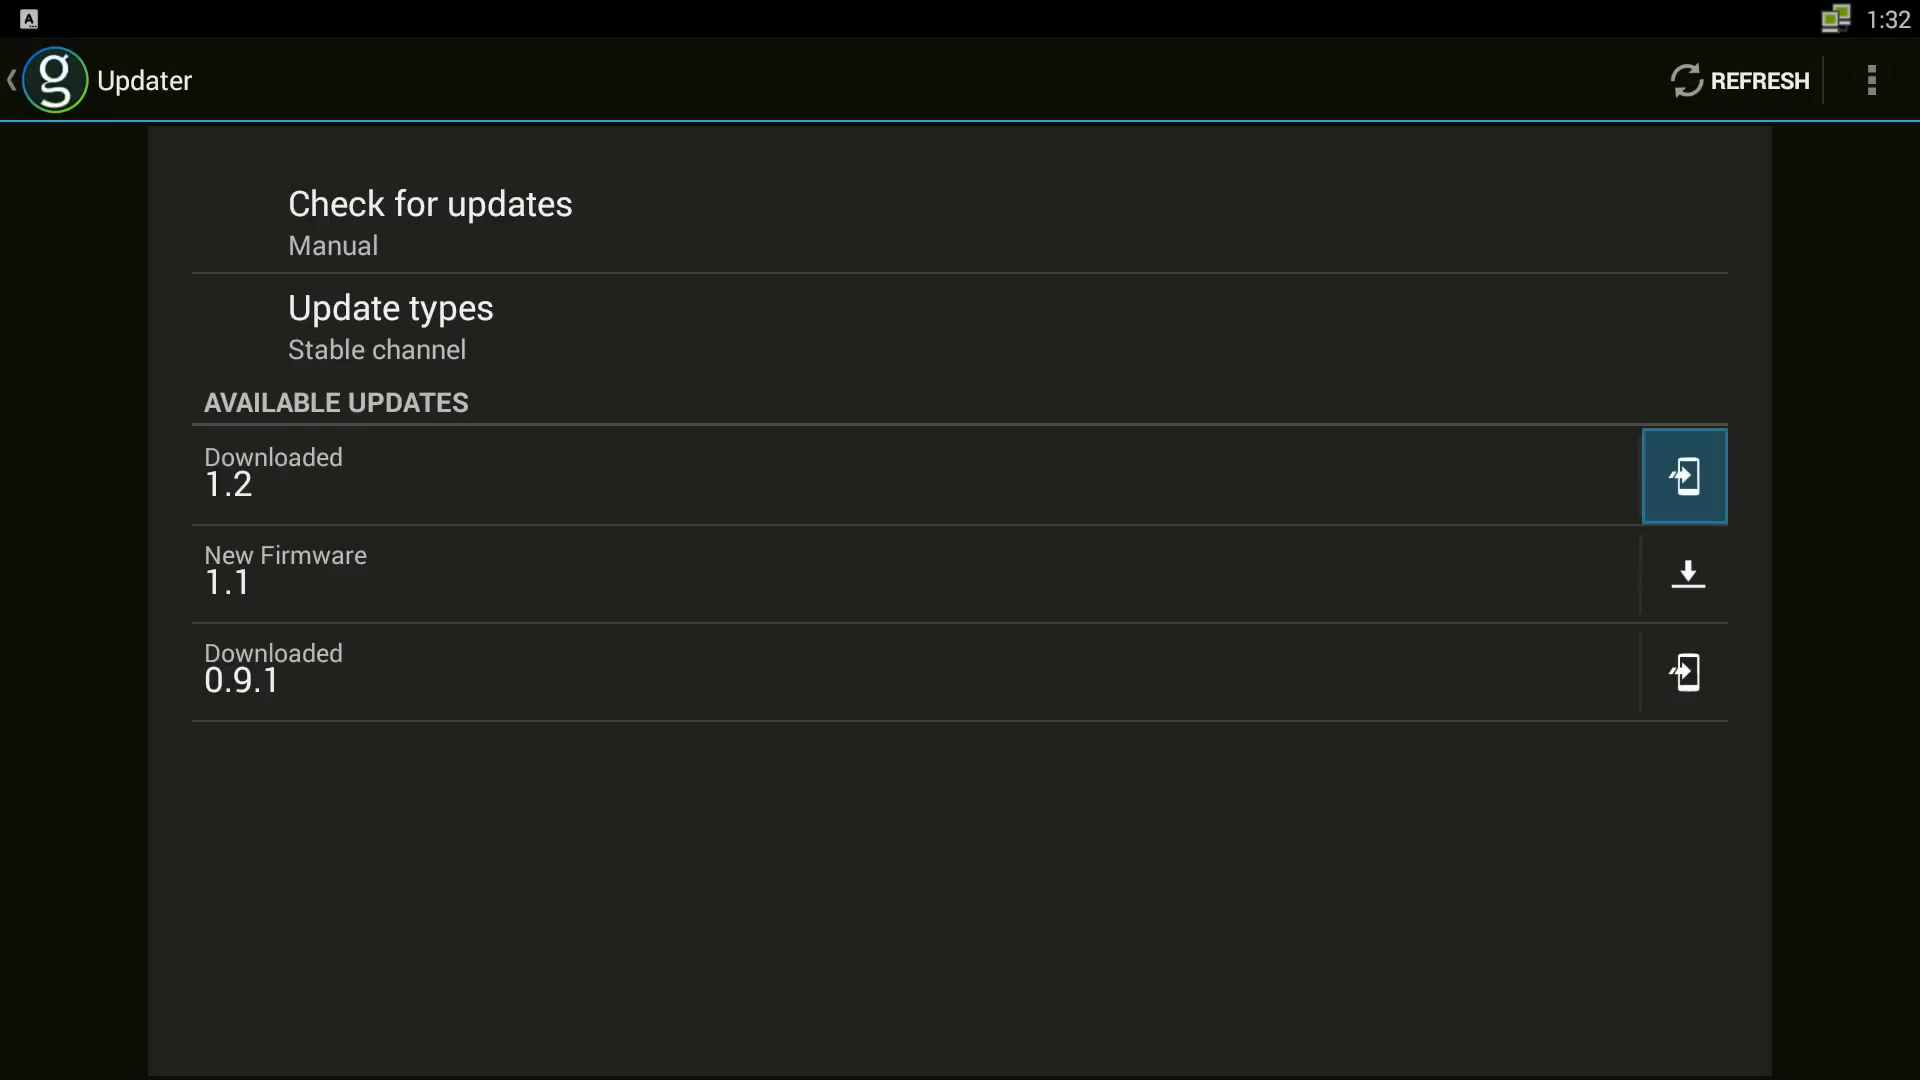 A
1:32
g Updater
REFRESH
Check for updates
Manual
Update types
Stable channel
AVAILABLE UPDATES
Downloaded
1.2
New Firmware
1.1
Downloaded
0.9.1